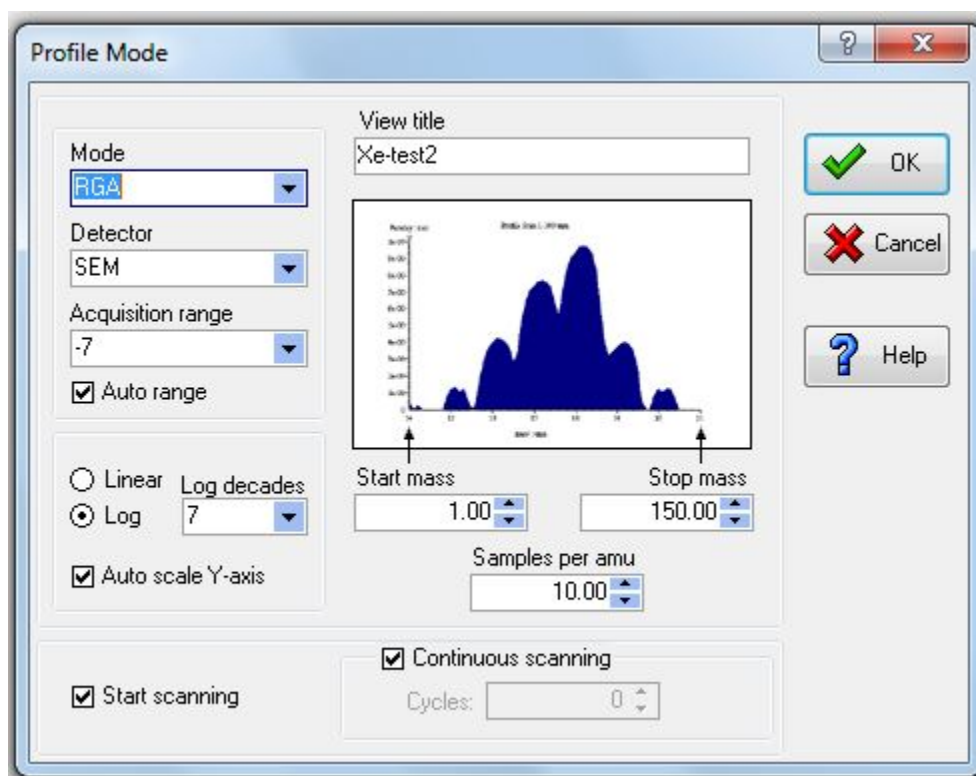 Profile Mode
View title
Xe-test2
Mode
RGA
Detector
SEM
Acquisition range
-7
Auto range
Linear
Log
Log decades
7
Auto scale Y-axis
Start mass
1.00
Stop mass
150.00
Samples per amu
10.00
Start scanning
Continuous scanning
Cycles:
0
OK
Cancel
? Help